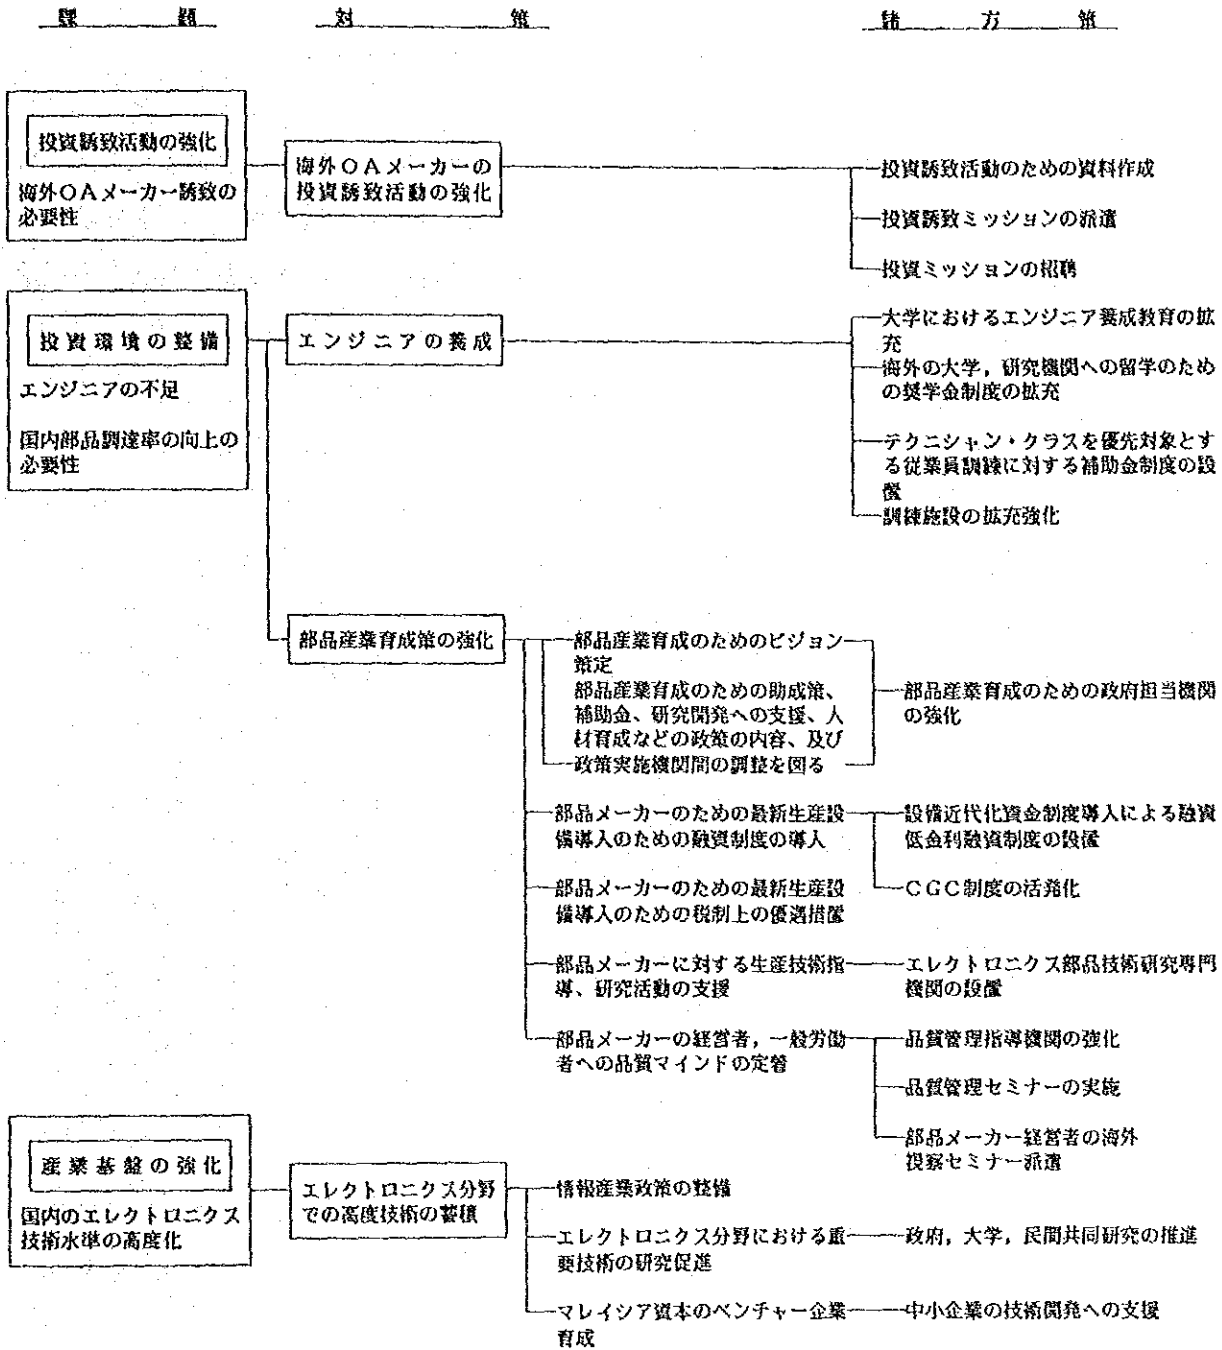 課題
対策
諸方策
投資誘致活動の強化
海外OAメーカー誘致の
必要性
海外OAメーカーの
投資誘致活動の強化
投資誘致活動のための資料作成
投資誘致ミッションの派遣
投資ミッションの招聘
投資環境の整備
エンジニアの不足
国内部品調達率の向上の
必要性
エンジニアの養成
大学におけるエンジニア養成教育の拡
充
海外の大学，研究機関への留学のため
の奨学金制度の拡充
テクニシャン・クラスを優先対象とす
る従業員訓練に対する補助金制度の設
置
訓練施設の拡充強化
部品産業育成策の強化
部品産業育成のためのビジョン
策定
部品産業育成のための助成策、
補助金、研究開発への支援、人
材育成などの政策の内容、及び
政策実施機関間の調整を図る
部品産業育成のための政府担当機関
の強化
部品メーカーのための最新生産設
備導入のための融資制度の導入
設備近代化資金制度導入による融資
低金利融資制度の設置
CGC制度の活発化
部品メーカーのための最新生産設
備導入のための税制上の優遇措置
部品メーカーに対する生産技術指
導、研究活動の支援
エレクトロニクス部品技術研究専門
機関の設置
部品メーカーの経営者，一般労働
者への品質マインドの定着
品質管理指導機関の強化
品質管理セミナーの実施
部品メーカー経営者の海外
視察セミナー派遣
産業基盤の強化
国内のエレクトロニクス
技術水準の高度化
エレクトロニクス分野
での高度技術の蓄積
情報産業政策の整備
エレクトロニクス分野における重
要技術の研究促進
政府，大学，民間共同研究の推進
マレイシア資本のベンチャー企業
育成
中小企業の技術開発への支援